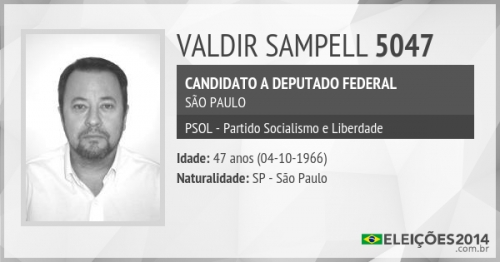 VALDIR SAMPELL 5047
CANDIDATO A DEPUTADO FEDERAL
SÃO PAULO
PSOL - Partido Socialismo e Liberdade
Idade: 47 anos (04-10-1966)
Naturalidade: SP - São Paulo
ELEIÇÕES2014
.com.br